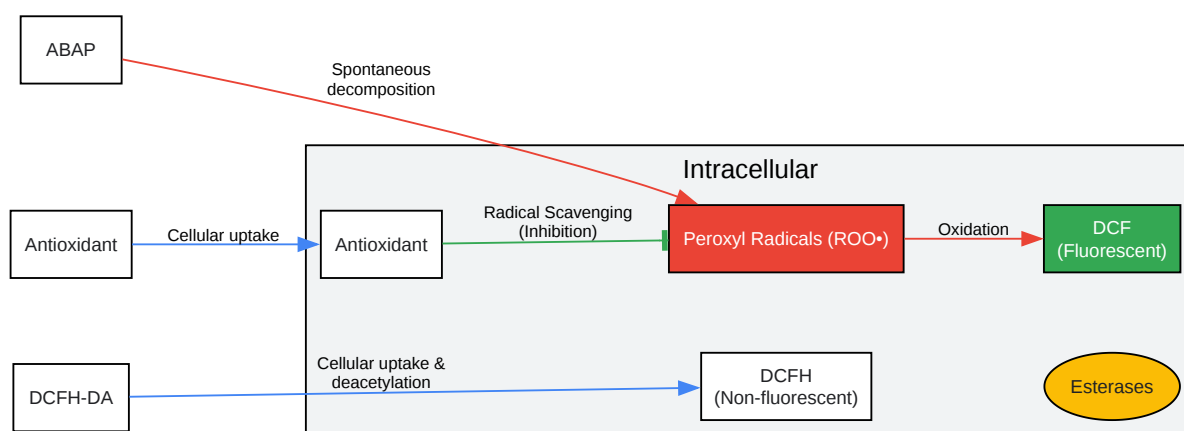 ABAP
Spontaneous
decomposition
Intracellular
Antioxidant
Cellular uptake
Antioxidant
Radical Scavenging
(Inhibition)
Peroxyl Radicals (ROO•)
Oxidation
DCF
(Fluorescent)
DCFH-DA
Cellular uptake &
deacetylation
DCFH
(Non-fluorescent)
Esterases